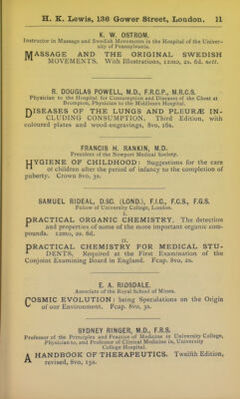 H. K. Lewis, 136 Gower Street, London. 11
K. W. OSTROM.
Instructor in Massage and Swedish Movements in the Hospital of the Univer-
sity of Pennsylvania.
MASSAGE AND THE ORIGINAL SWEDISH
MOVEMENTS. With Illustrations, 12mo, 2s. 6d. nett.
R. DOUGLAS POWELL, M.D., F.R.C.P., M.R.C.S.
Physician to the Hospital for Consumption and Diseases of the Chest at
Brompton, Physician to the Middlesex Hospital.
DISEASES OF THE LUNGS AND PLEURÆ IN-
CLUDING CONSUMPTION. Third Edition, with
coloured plates and wood-engravings, 8vo, 16s.
FRANCIS H. RANKIN, M.D.
President of the Newport Medical Society.
HYGIENE OF CHILDHOOD: Suggestions for the care
of children after the period of infancy to the completion of
puberty. Crown 8vo, 3s.
SAMUEL RIDEAL, D.SC. (LOND.), F.I.C., F.C.S., F.G.S.
Fellow of University College, London.
I.
PRACTICAL ORGANIC CHEMISTRY. The detection
and properties of some of the more important organic com-
pounds. 12mo, 2s. 6d.
II.
PRACTICAL CHEMISTRY FOR MEDICAL STU-
DENTS, Required at the First Examination of the
Conjoint Examining Board in England. Fcap. 8vo, 2s.
E. A. RIDSDALE.
Associate of the Royal School of Mines.
COSMIC EVOLUTION: being Speculations on the Origin
of our Environment. Fcap. 8vo, 3s.
SYDNEY RINGER, M.D., F.R.S.
Professor of the Principles and Practice of Medicine in University College,
Physician to, and Professor of Clinical Medicine in, University
College Hospital.
A HANDBOOK OF THERAPEUTICS. Twelfth Edition,
revised, 8vo, 15s.